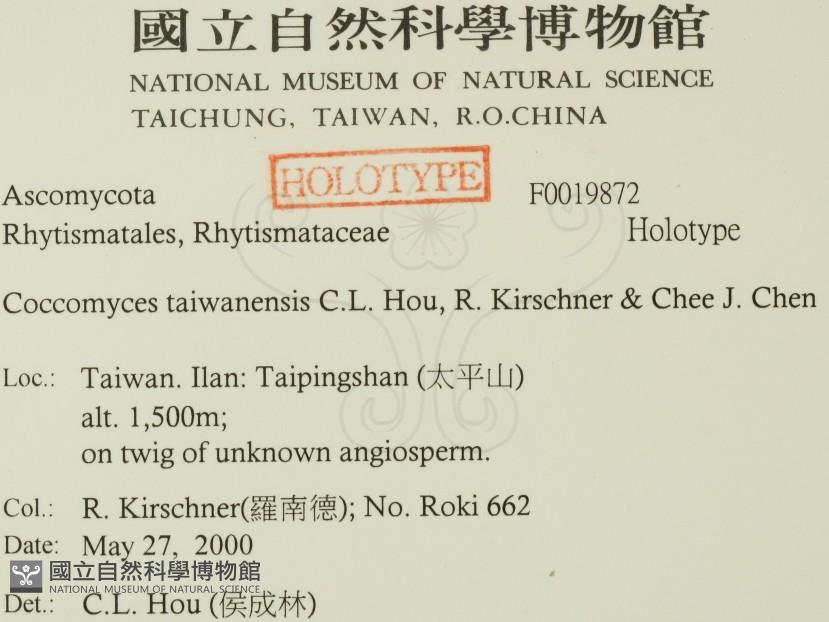 國立自然科學博物館
NATIONAL MUSEUM OF NATURAL SCIENCE
TAICHUNG, TAIWAN, R.O.CHINA
HOLOTYPE
Ascomycota F0019872
Rhytismatales, Rhytismataceae Holotype
Coccomyces taiwanensis C.L. Hou, R. Kirschner & Chee J. Chen
Loc.: Taiwan. Ilan: Taipingshan (太平山)
alt. 1,500m;
on twig of unknown angiosperm.
Col.: R. Kirschner(羅南德); No. Roki 662
Date: May 27, 2000
國立自然科學博物館
NATIONAL MUSEUM OF NATURAL SCIENCE
Det.: C.L. Hou (侯成林)